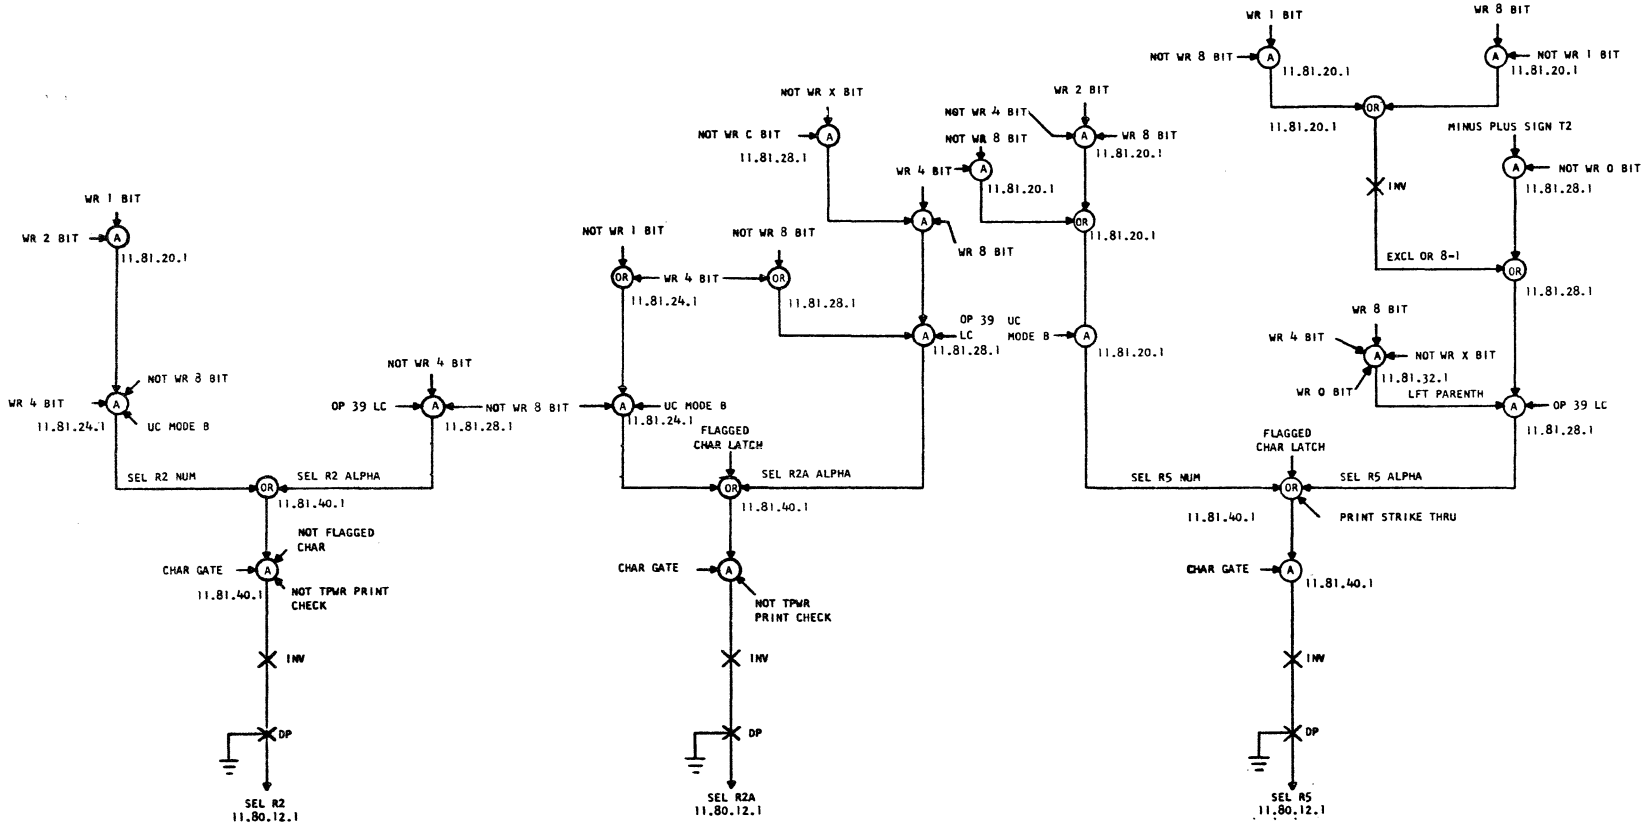 WR 1 BIT
WR 2 BIT
A
11.81.20.1
NOT WR 8 BIT
WR 4 BIT
A
11.81.24.1
UC MODE B
NOT WR 4 BIT
OP 39 LC
A
11.81.28.1
NOT WR 8 BIT
SEL R2 NUM
SEL R2 ALPHA
OR
11.81.40.1
NOT FLAGGED
CHAR
CHAR GATE
A
11.81.40.1
NOT TPWR PRINT
CHECK
INV
DP
SEL R2
11.80.12.1
NOT WR X BIT
NOT WR C BIT
A
11.81.28.1
WR 4 BIT
A
WR 8 BIT
NOT WR 1 BIT
NOT WR 8 BIT
OR
WR 4 BIT
OR
11.81.24.1
11.81.28.1
A
OP 39
LC
11.81.28.1
A
UC MODE B
11.81.24.1
FLAGGED
CHAR LATCH
SEL R2A ALPHA
OR
11.81.40.1
CHAR GATE
A
NOT TPWR
PRINT CHECK
INV
DP
SEL R2A
11.80.12.1
WR 2 BIT
NOT WR 4 BIT
A
WR 8 BIT
11.81.20.1
NOT WR 8 BIT
A
11.81.20.1
OR
11.81.20.1
UC
MODE B
A
11.81.20.1
WR 1 BIT
NOT WR 8 BIT
A
11.81.20.1
WR 8 BIT
A
NOT WR 1 BIT
11.81.20.1
OR
11.81.20.1
MINUS PLUS SIGN T2
A
NOT WR O BIT
11.81.28.1
INV
EXCL OR 8-1
OR
11.81.28.1
WR 8 BIT
WR 4 BIT
A
NOT WR X BIT
WR O BIT
11.81.32.1
LFT PARENTH
A
OP 39 LC
11.81.28.1
FLAGGED
CHAR LATCH
SEL R5 NUM
SEL R5 ALPHA
OR
11.81.40.1
PRINT STRIKE THRU
CHAR GATE
A
11.81.40.1
INV
DP
SEL R5
11.80.12.1